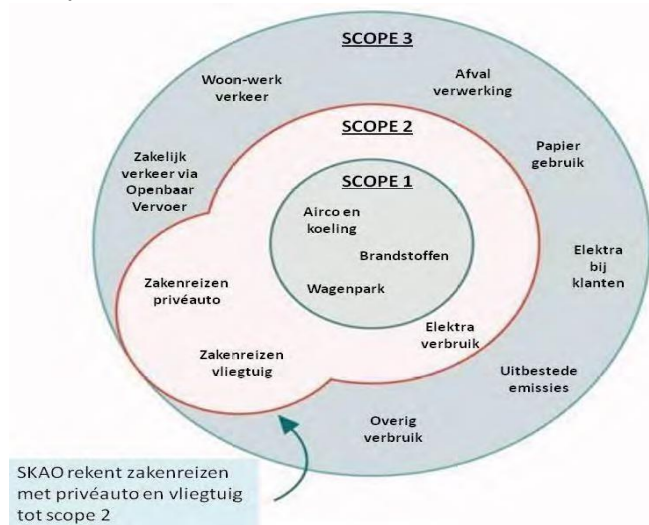 SCOPE 3
Woon-werk
verkeer
Afval
verwerking
SCOPE 2
Papier
gebruik
Zakelijk
verkeer via
Openbaar
Vervoer
SCOPE 1
Airco en
koeling
Brandstoffen
Wagenpark
Elektra
bij
klanten
Zakenreizen
privéauto
Elektra
verbruik
Zakenreizen
vliegtuig
Uitbestede
emissies
Overig
verbruik
SKAO rekent zakenreizen
met privéauto en vliegtuig
tot scope 2